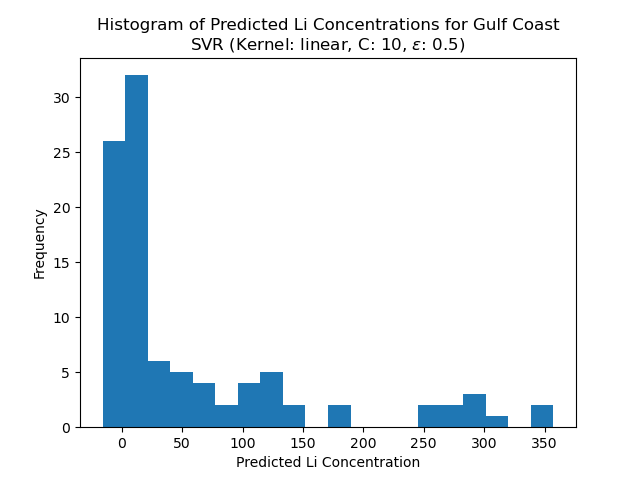 Histogram of Predicted Li Concentrations for Gulf Coast
SVR (Kernel: linear, C: 10, ε: 0.5)
30
25
20
15
10
5
0
Frequency
0 50 100 150 200 250 300 350
Predicted Li Concentration